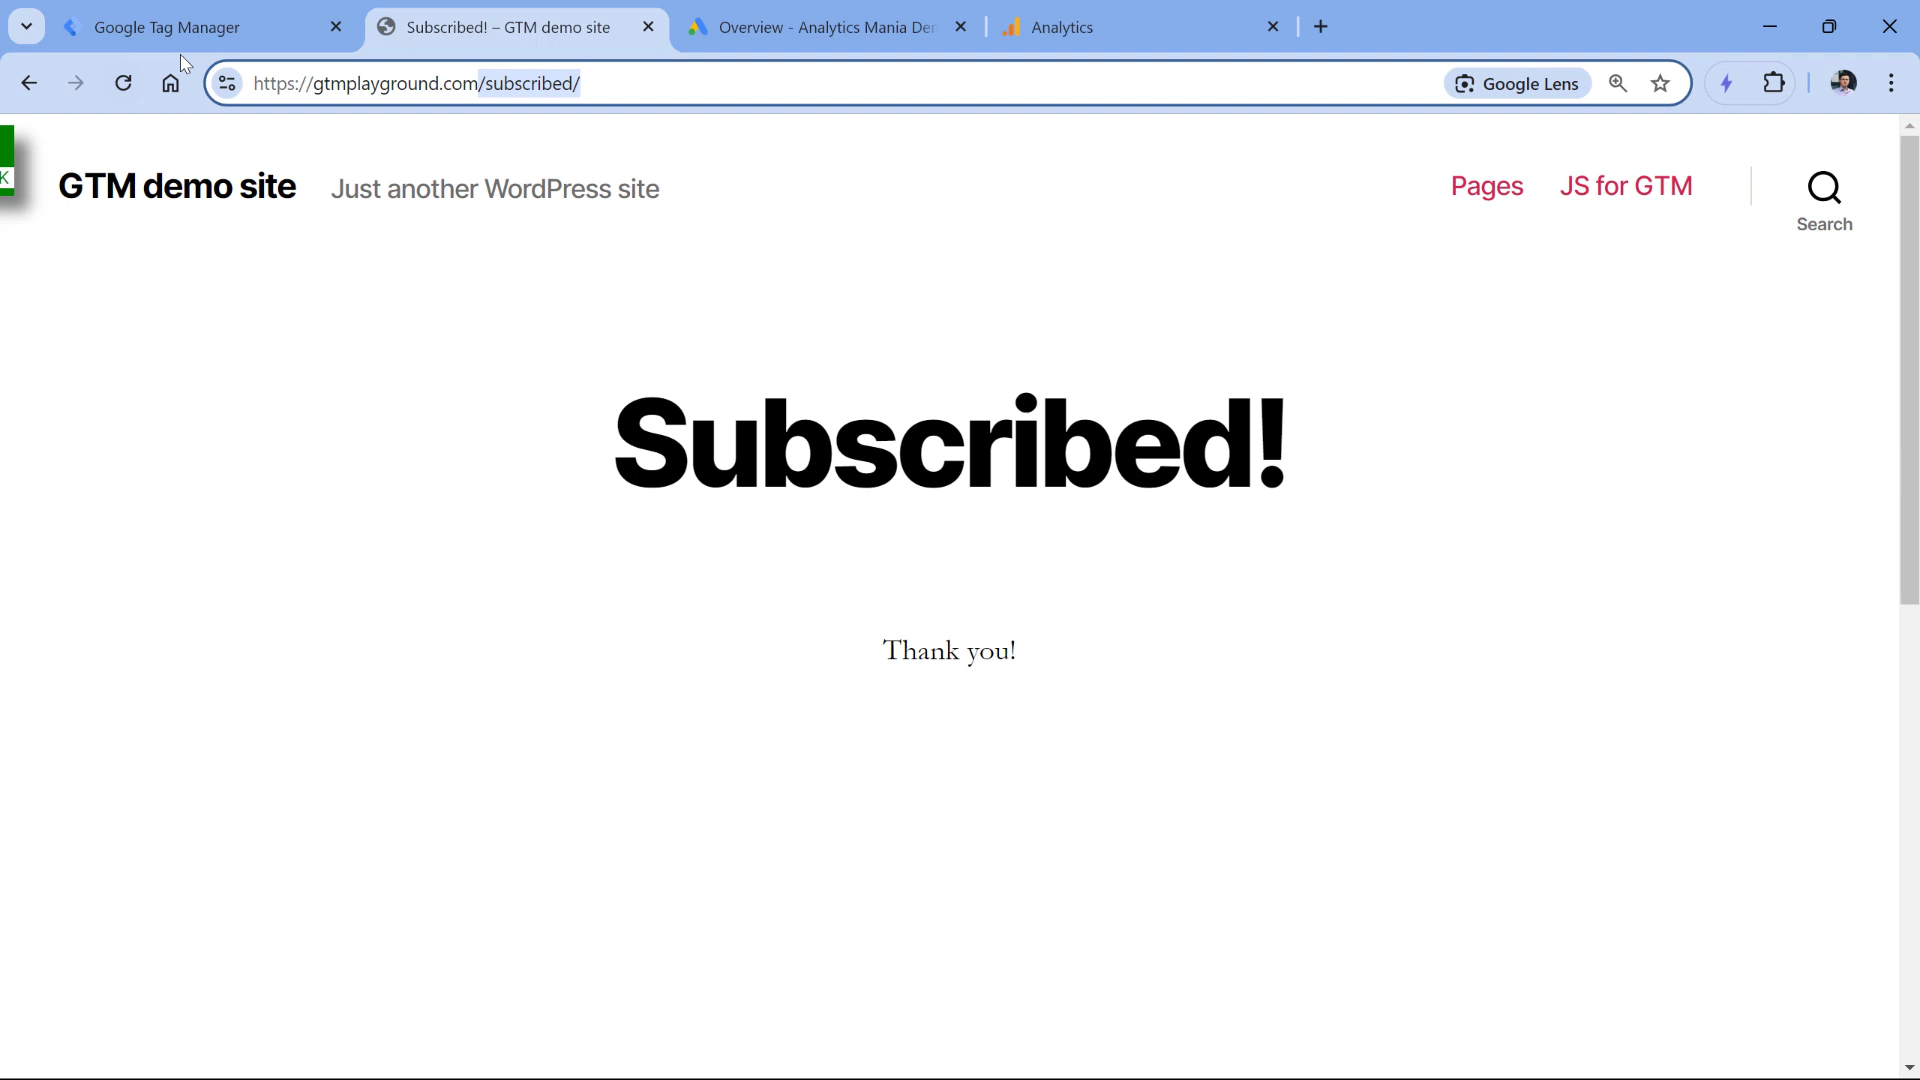 Google Tag Manager
Subscribed! – GTM demo site
Overview - Analytics Mania Der
Analytics
https://gtmplayground.com/subscribed/
Google Lens
K
GTM demo site
Just another WordPress site
Pages
JS for GTM
Search
Subscribed!
Thank you!